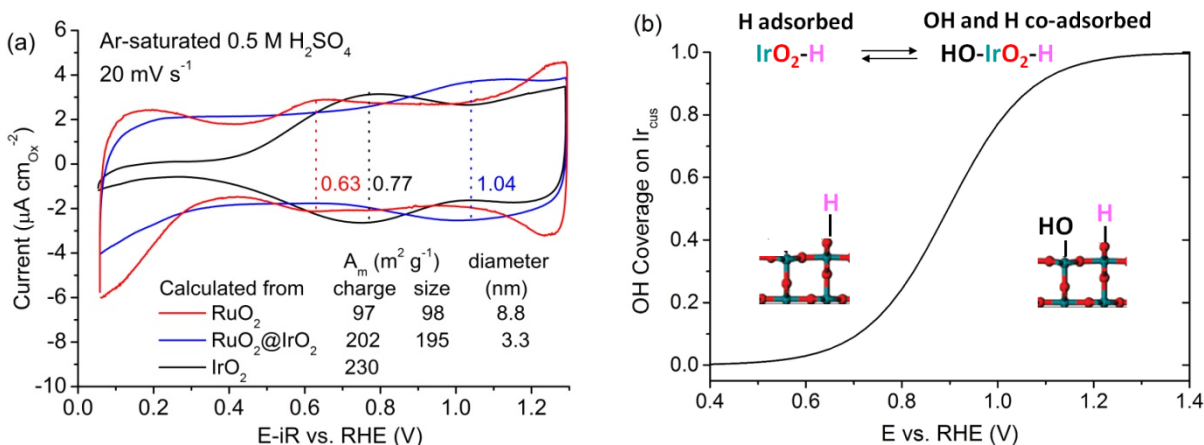 (a)
Ar-saturated 0.5 M H₂SO₄
20 mV s⁻¹
6
4
2
0
-2
-4
-6
-8
-10
Current (µA cm_Ox⁻²)
0.63
0.77
1.04
Aₘ (m² g⁻¹) diameter
Calculated from charge size (nm)
RuO₂ 97 98 8.8
RuO₂@IrO₂ 202 195 3.3
IrO₂ 230
0.0 0.2 0.4 0.6 0.8 1.0 1.2
E-iR vs. RHE (V)
(b)
H adsorbed OH and H co-adsorbed
IrO₂-H ⇌ HO-IrO₂-H
1.0
0.8
0.6
0.4
0.2
0.0
OH Coverage on Ir_cus
H
HO H
0.4 0.6 0.8 1.0 1.2 1.4
E vs. RHE (V)